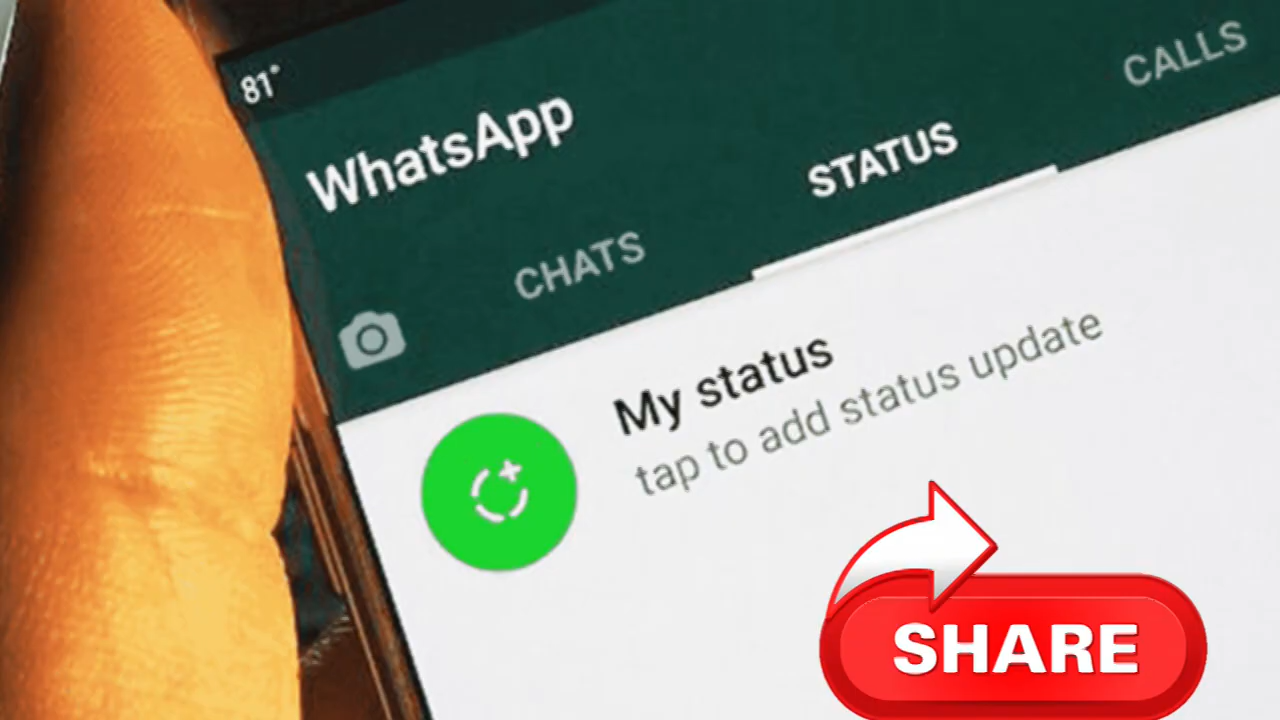 81°
WhatsApp
CHATS
STATUS
CALLS
My status
tap to add status update
SHARE